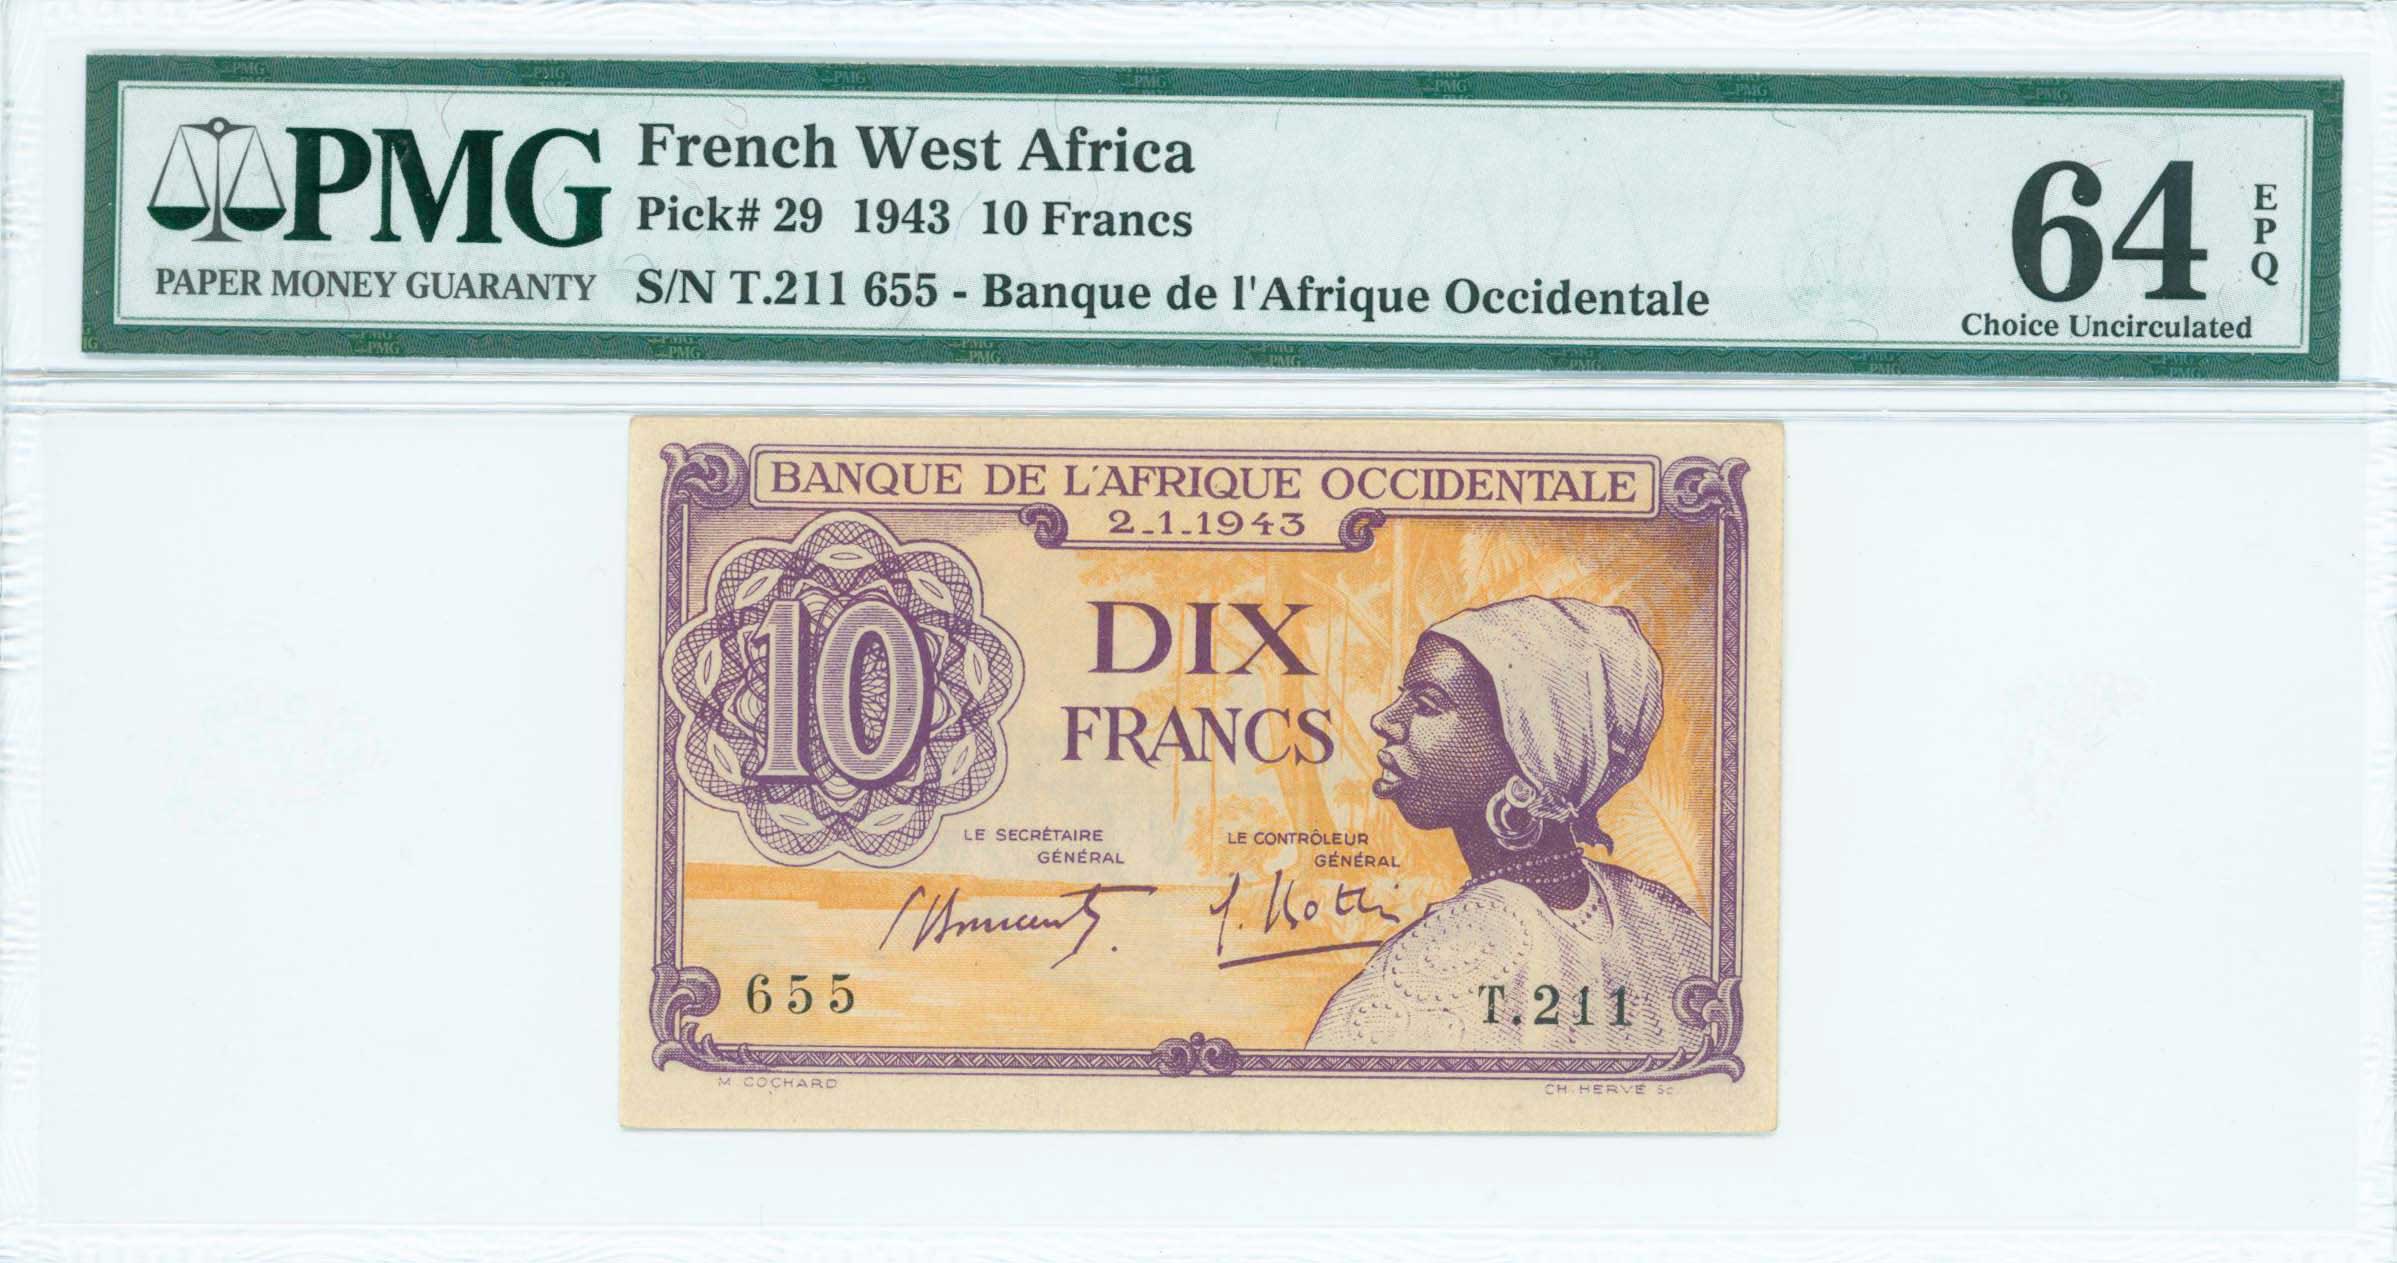 PMG
PAPER MONEY GUARANTY
French West Africa
Pick# 29 1943 10 Francs
S/N T.211 655 - Banque de l'Afrique Occidentale
64
EPQ
Choice Uncirculated
BANQUE DE L'AFRIQUE OCCIDENTALE
2-1-1943
10
DIX
FRANCS
LE SECRÉTAIRE
GÉNÉRAL
LE CONTRÔLEUR
GÉNÉRAL
655
T.211
M COCHARD
CH. HERVÉ SC